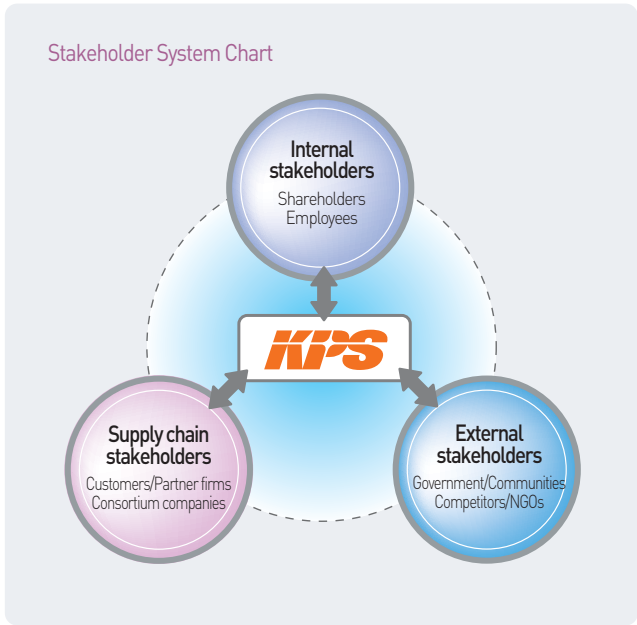 Stakeholder System Chart
Internal
stakeholders
Shareholders
Employees
KPS
Supply chain
stakeholders
Customers/Partner firms
Consortium companies
External
stakeholders
Government/Communities
Competitors/NGOs